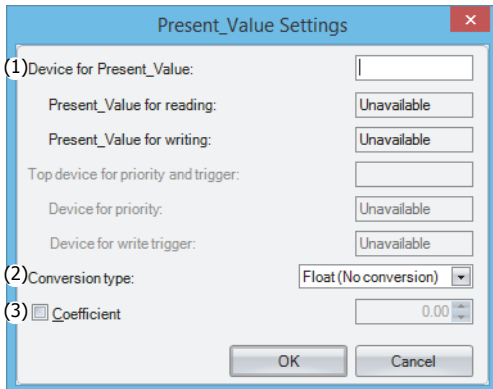 Present_Value Settings
×
(1) Device for Present_Value:
Present_Value for reading: Unavailable
Present_Value for writing: Unavailable
Top device for priority and trigger:
Device for priority: Unavailable
Device for write trigger: Unavailable
(2) Conversion type: Float (No conversion)
(3) Coefficient 0.00
OK Cancel